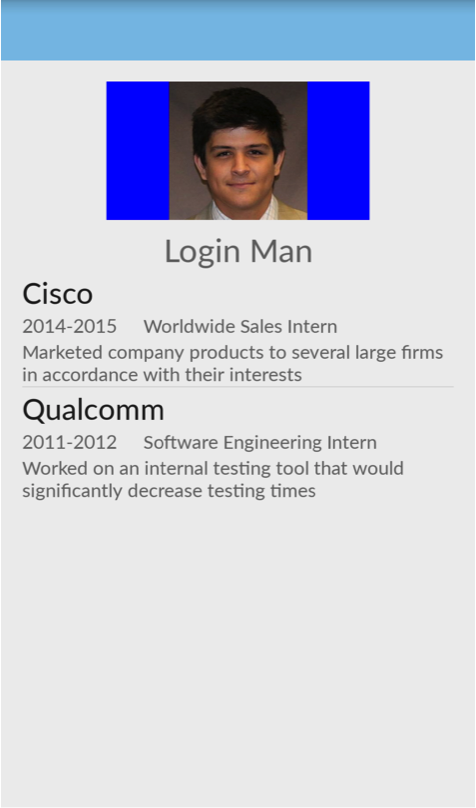 Login Man
Cisco
2014-2015 Worldwide Sales Intern
Marketed company products to several large firms
in accordance with their interests
Qualcomm
2011-2012 Software Engineering Intern
Worked on an internal testing tool that would
significantly decrease testing times